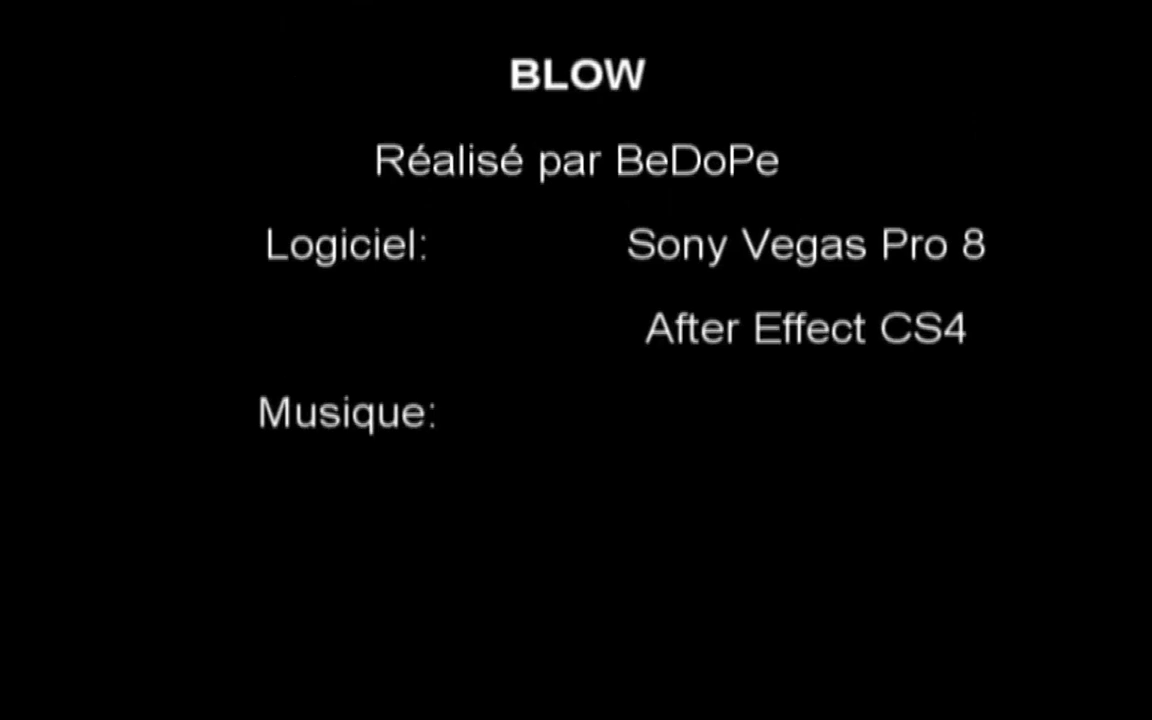 BLOW
Réalisé par BeDoPe
Logiciel: Sony Vegas Pro 8
After Effect CS4
Musique: